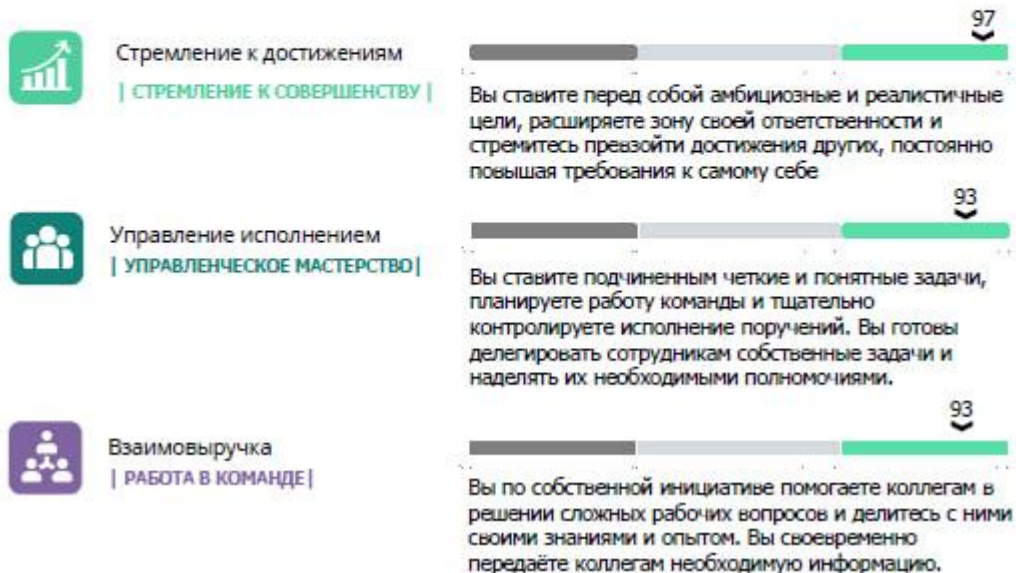 97
Стремление к достижениям
| СТРЕМЛЕНИЕ К СОВЕРШЕНСТВУ |
Вы ставите перед собой амбициозные и реалистичные
цели, расширяете зону своей ответственности и
стремитесь превзойти достижения других, постоянно
повышая требования к самому себе
93
Управление исполнением
| УПРАВЛЕНЧЕСКОЕ МАСТЕРСТВО|
Вы ставите подчиненным четкие и понятные задачи,
планируете работу команды и тщательно
контролируете исполнение поручений. Вы готовы
делегировать сотрудникам собственные задачи и
наделять их необходимыми полномочиями.
93
Взаимовыручка
| РАБОТА В КОМАНДЕ|
Вы по собственной инициативе помогаете коллегам в
решении сложных рабочих вопросов и делитесь с ними
своими знаниями и опытом. Вы своевременно
передаёте коллегам необходимую информацию.